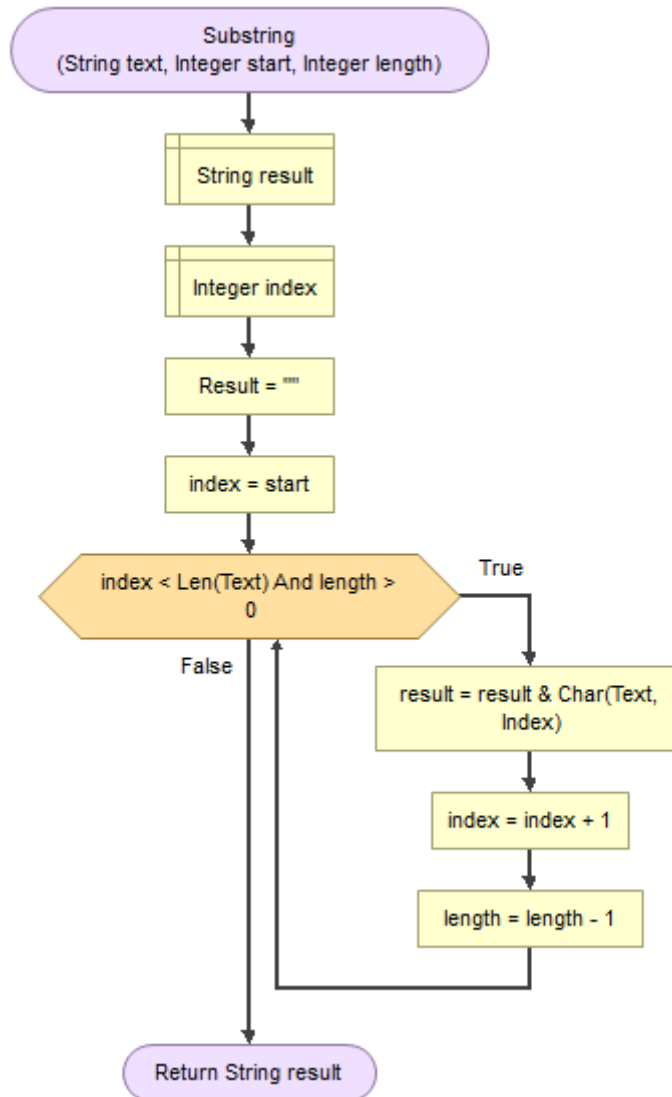 Substring
(String text, Integer start, Integer length)
String result
Integer index
Result = ""
index = start
index < Len(Text) And length >
0
True
False
result = result & Char(Text,
Index)
index = index + 1
length = length - 1
Return String result